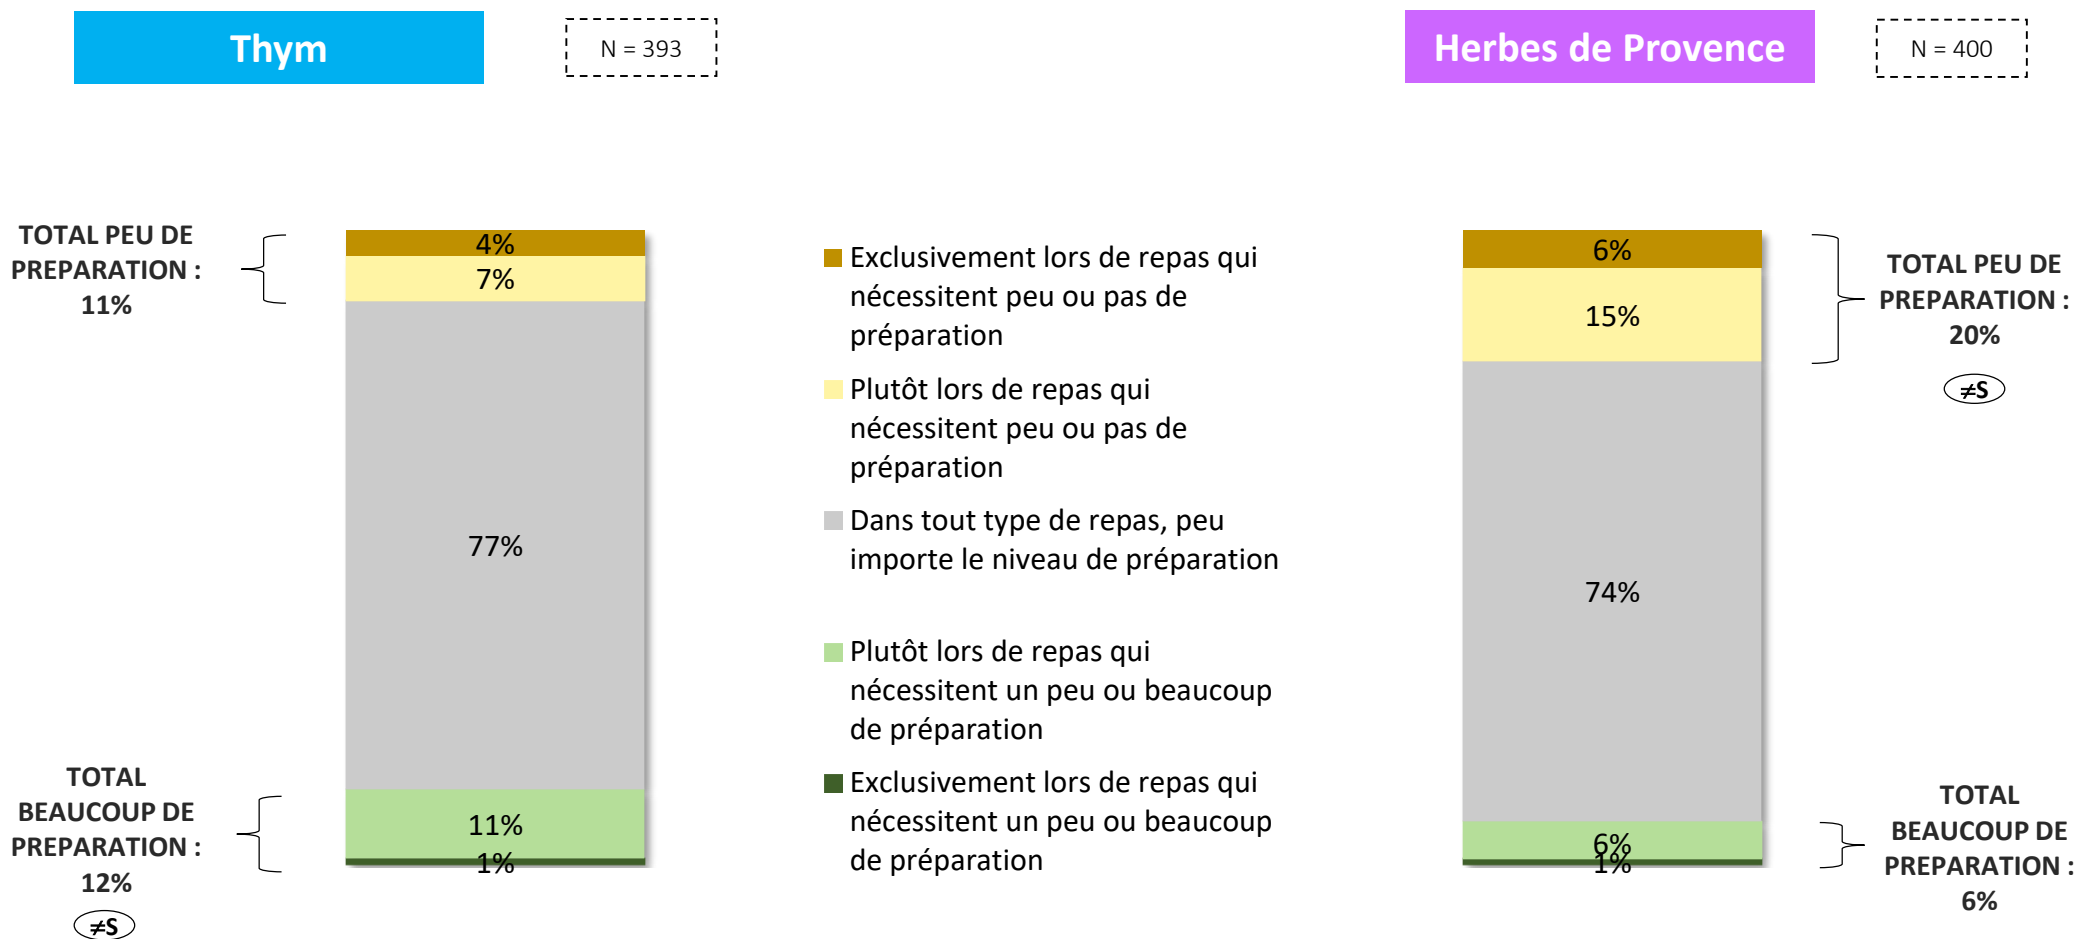 Thym
N = 393
Herbes de Provence
N = 400
TOTAL PEU DE
PREPARATION :
11%
4%
7%
77%
11%
1%
TOTAL
BEAUCOUP DE
PREPARATION :
12%
≠S
Exclusivement lors de repas qui
nécessitent peu ou pas de
préparation
Plutôt lors de repas qui
nécessitent peu ou pas de
préparation
Dans tout type de repas, peu
importe le niveau de préparation
Plutôt lors de repas qui
nécessitent un peu ou beaucoup
de préparation
Exclusivement lors de repas qui
nécessitent un peu ou beaucoup
de préparation
6%
15%
74%
6%
1%
TOTAL PEU DE
PREPARATION :
20%
≠S
TOTAL
BEAUCOUP DE
PREPARATION :
6%